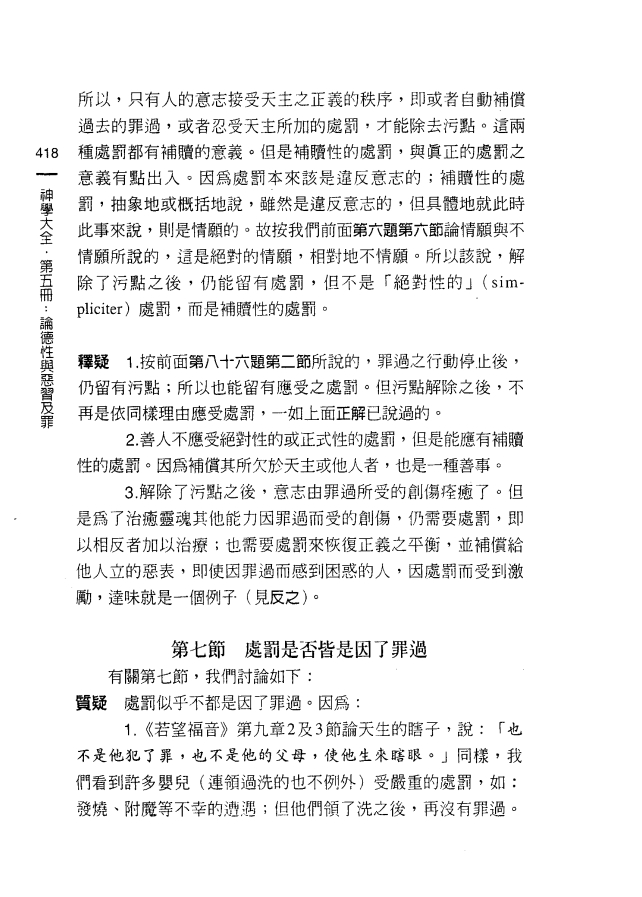 所以，只有人的意志接受天主之正義的秩序，即或者自動補償
過去的罪過，或者忍受天主所加的處罰，才能除去污點。這兩
種處罰都有補贖的意義。但是補贖性的處罰，與眞正的處罰之
意義有點出入。因爲處罰本來該是違反意志的；補贖性的處
罰，抽象地或概括地說，雖然是違反意志的，但具體地就此時
此事來說，則是情願的。故按我們前面第六題第六節論情願與不
情願所說的，這是絕對的情願，相對地不情願。所以該說，解
除了污點之後，仍能留有處罰，但不是「絕對性的」（sim-
pliciter）處罰，而是補贖性的處罰。
釋疑　1.按前面第八十六題第二節所說的，罪過之行動停止後，
仍留有污點；所以也能留有應受之處罰。但污點解除之後，不
再是依同樣理由應受處罰，一如上面正解已說過的。
2.善人不應受絕對性的或正式性的處罰，但是能應有補贖
性的處罰。因爲補償其所欠於天主或他人者，也是一種善事。
3.解除了污點之後，意志由罪過所受的創傷痊癒了。但
是爲了治癒靈魂其他能力因罪過而受的創傷，仍需要處罰，即
以相反者加以治療；也需要處罰來恢復正義之平衡，並補償給
他人立的惡表，即使因罪過而感到困惑的人，因處罰而受到激
勵，達味就是一個例子（見反之）。
第七節　處罰是否皆是因了罪過
有關第七節，我們討論如下：
質疑　處罰似乎不都是因了罪過。因爲：
1.《若望福音》第九章2及3節論天生的瞎子，說：「也
不是他犯了罪，也不是他的父母，使他生來瞎眼。」同樣，我
們看到許多嬰兒（連領過洗的也不例外）受嚴重的處罰，如：
發燒、附魔等不幸的遭遇；但他們領了洗之後，再沒有罪過。
418
神學大全．第五冊：論德性與惡習及罪